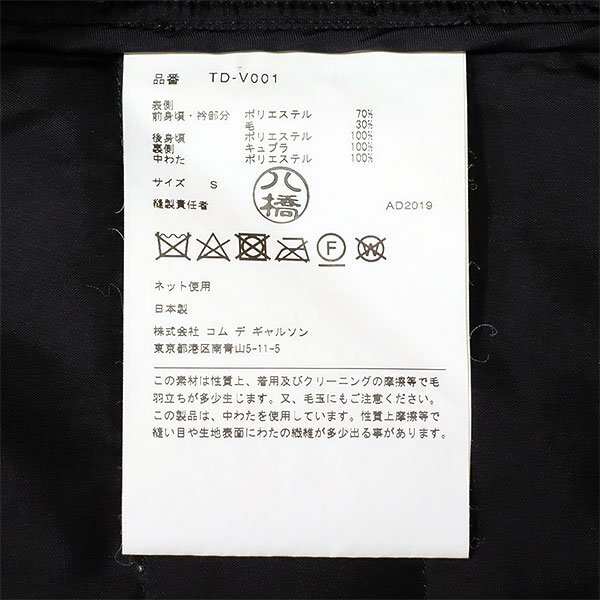 品番 TD-V001
表側
前身頃・衿部分 ポリエステル 70%
毛 30%
後身頃 ポリエステル 100%
裏側 キュプラ 100%
中わた ポリエステル 100%
サイズ S
八橋
縫製責任者 AD2019
F W
ネット使用
日本製
株式会社 コム デ ギャルソン
東京都港区南青山5-11-5
この素材は性質上、着用及びクリーニングの摩擦等で毛
羽立ちが多少生じます。又、毛玉にもご注意ください。
この製品は、中わたを使用しています。性質上摩擦等で
縫い目や生地表面にわたの繊維が多少出る事があります。